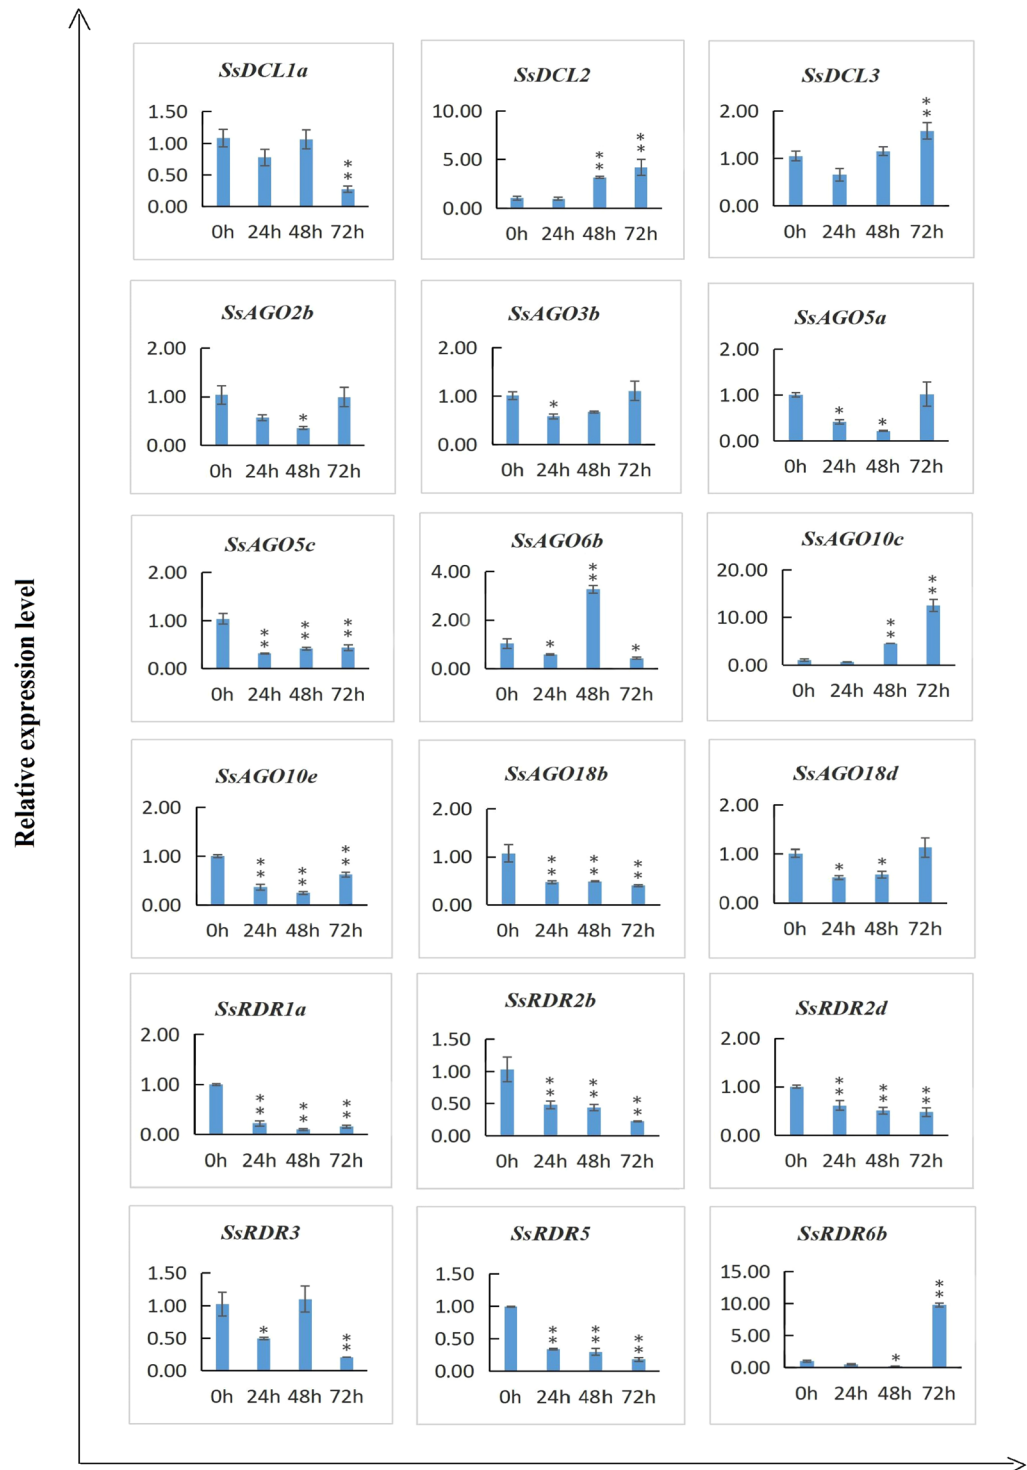 Relative expression level
SsDCL1a
1.50
1.00
0.50
0.00
**
0h 24h 48h 72h
SsDCL2
10.00
5.00
0.00
** **
0h 24h 48h 72h
SsDCL3
2.00
1.00
0.00
**
0h 24h 48h 72h
SsAGO2b
2.00
1.00
0.00
*
0h 24h 48h 72h
SsAGO3b
2.00
1.00
0.00
*
0h 24h 48h 72h
SsAGO5a
2.00
1.00
0.00
* *
0h 24h 48h 72h
SsAGO5c
2.00
1.00
0.00
** ** **
0h 24h 48h 72h
SsAGO6b
4.00
2.00
0.00
* ** *
0h 24h 48h 72h
SsAGO10c
20.00
10.00
0.00
** **
0h 24h 48h 72h
SsAGO10e
2.00
1.00
0.00
** ** **
0h 24h 48h 72h
SsAGO18b
2.00
1.00
0.00
** ** **
0h 24h 48h 72h
SsAGO18d
2.00
1.00
0.00
* *
0h 24h 48h 72h
SsRDR1a
2.00
1.00
0.00
** ** **
0h 24h 48h 72h
SsRDR2b
1.50
1.00
0.50
0.00
** ** **
0h 24h 48h 72h
SsRDR2d
2.00
1.00
0.00
** ** **
0h 24h 48h 72h
SsRDR3
1.50
1.00
0.50
0.00
* **
0h 24h 48h 72h
SsRDR5
1.50
1.00
0.50
0.00
** ** **
0h 24h 48h 72h
SsRDR6b
15.00
10.00
5.00
0.00
* **
0h 24h 48h 72h